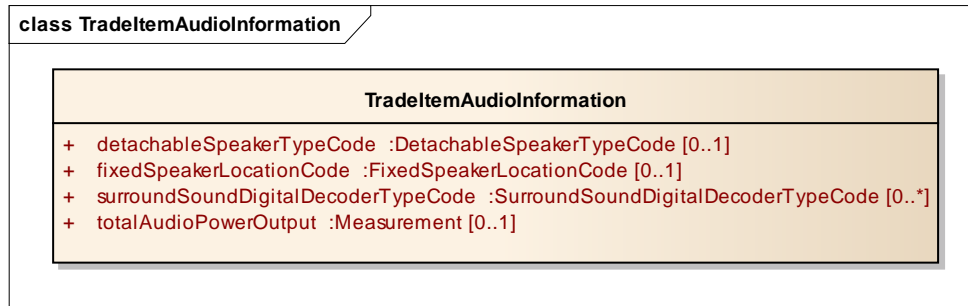 class TradeItemAudioInformation
TradeItemAudioInformation
+ detachableSpeakerTypeCode :DetachableSpeakerTypeCode [0..1]
+ fixedSpeakerLocationCode :FixedSpeakerLocationCode [0..1]
+ surroundSoundDigitalDecoderTypeCode :SurroundSoundDigitalDecoderTypeCode [0..*]
+ totalAudioPowerOutput :Measurement [0..1]